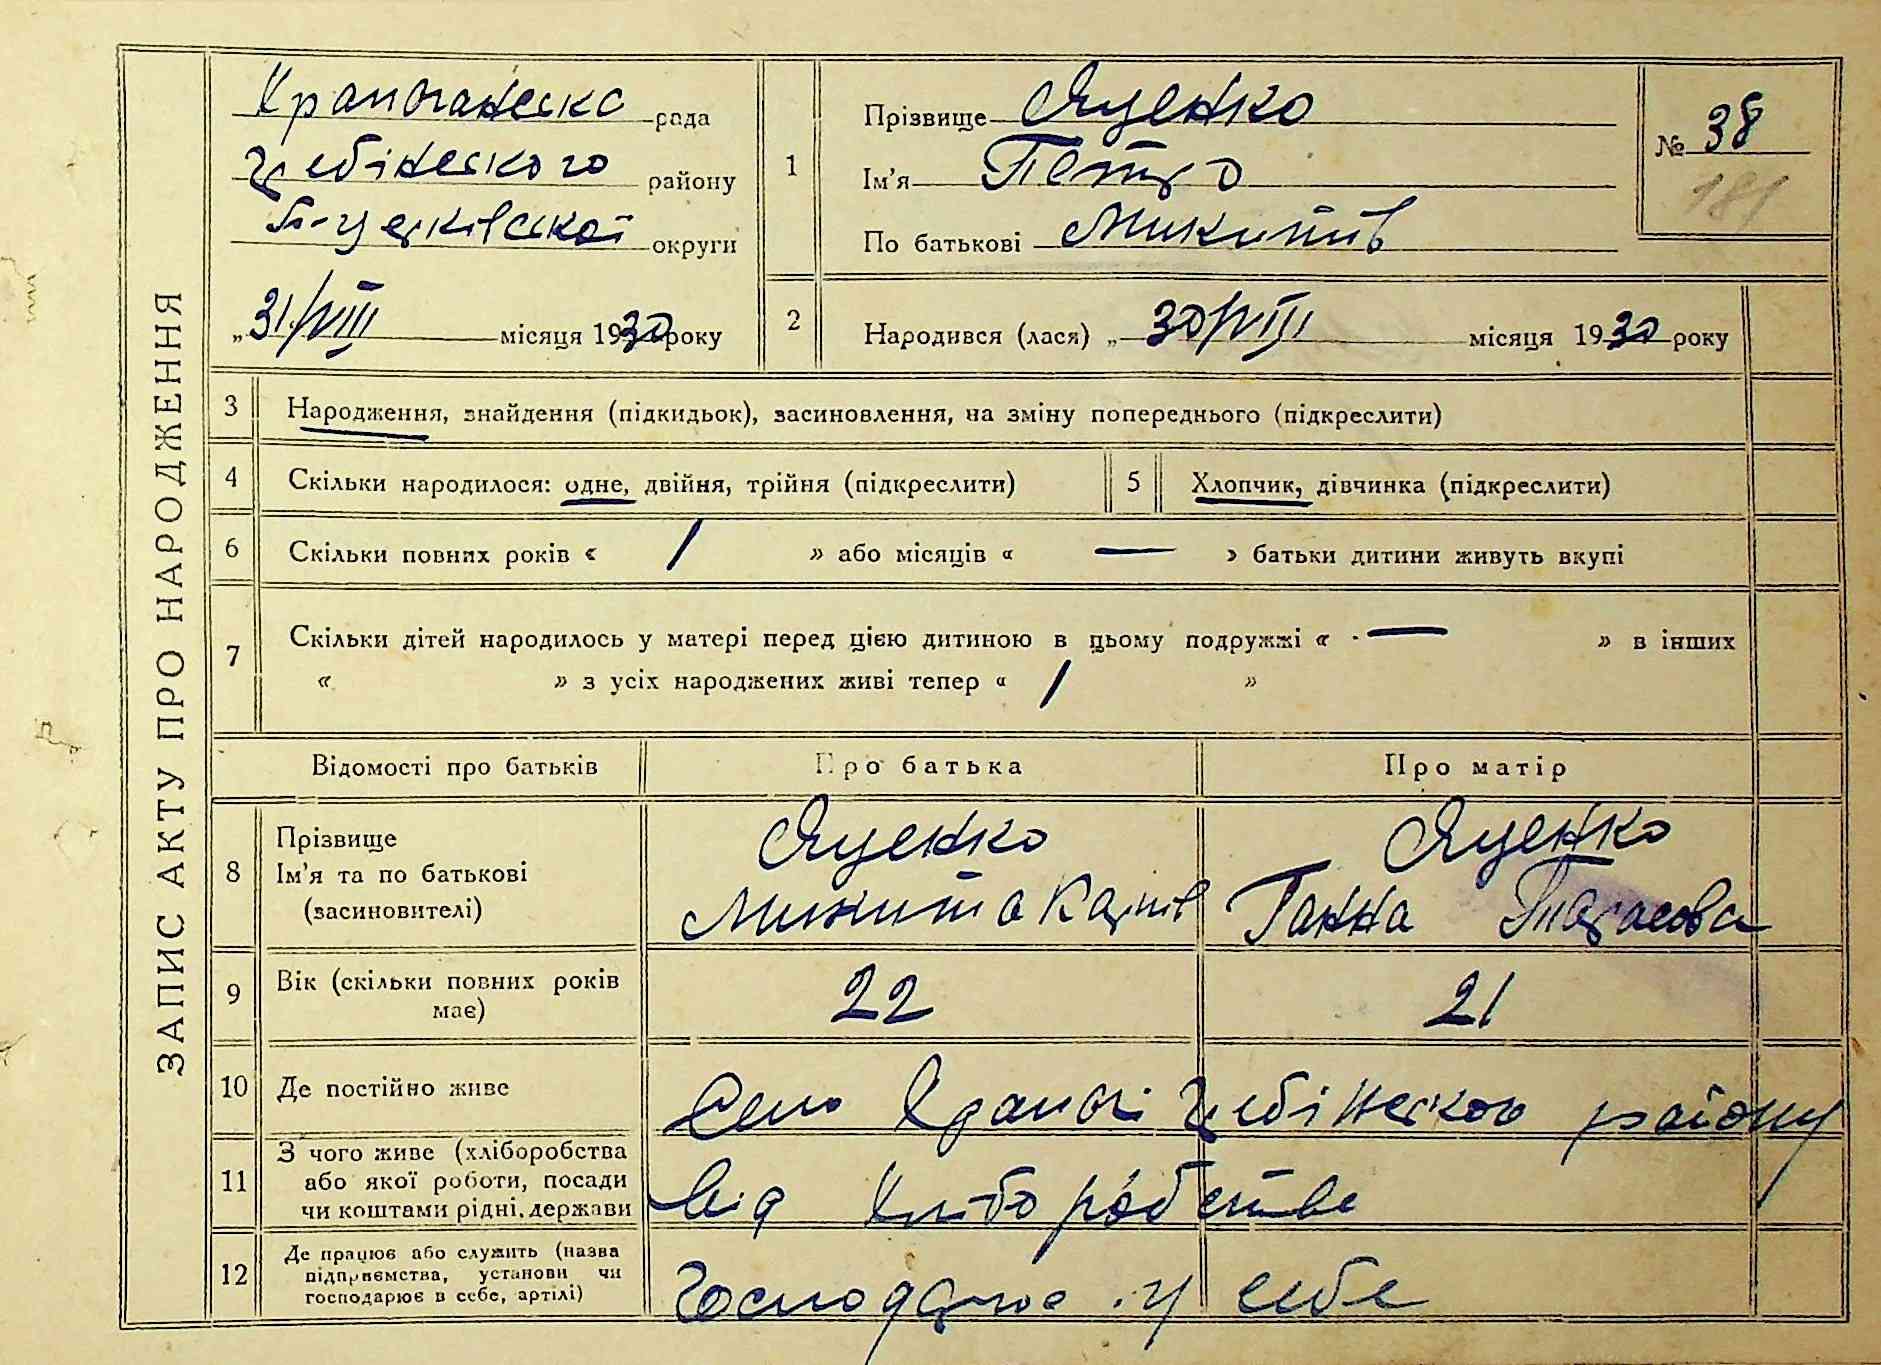 ЗАПИС АКТУ ПРО НАРОДЖЕННЯ
рада
Гребінського району
Б-Церківської округи
„31/VIII місяця 1930 року
1
Прізвище Яценко
Ім'я Петро
По батькові Микитів
№ 38
181
2
Народився (лася) „30/VIII місяця 1930 року
3 Народження, знайдення (підкидьок), засиновлення, на зміну попереднього (підкреслити)
4 Скільки народилося: одне, двійня, трійня (підкреслити) 5 Хлопчик, дівчинка (підкреслити)
6 Скільки повних років « 1 » або місяців « — » батьки дитини живуть вкупі
7 Скільки дітей народилось у матері перед цією дитиною в цьому подружжі « — » в інших
« » з усіх народжених живі тепер « 1 »
Відомості про батьків Про батька Про матір
8 Прізвище
Ім'я та по батькові
(засиновителі)
Яценко
Микита Карпів
Яценко
Ганна Тарасова
9 Вік (скільки повних років
має)
22 21
10 Де постійно живе
Село район
11 З чого живе (хліборобства
або якої роботи, посади
чи коштами рідні, держави
Від Хліборобства
12 Де працює або служить (назва
підприємства, установи чи
господарює в себе, артілі)
Господарює у себе